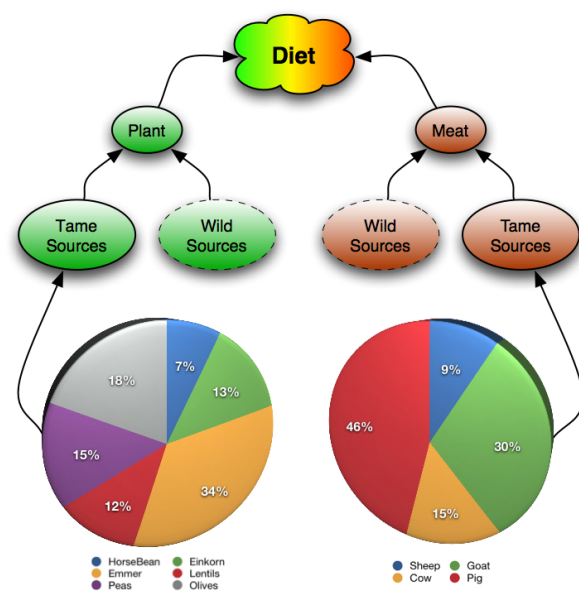 Diet
Plant
Meat
Tame
Sources
Wild
Sources
Wild
Sources
Tame
Sources
7%
13%
34%
12%
15%
18%
9%
30%
15%
46%
HorseBean
Einkorn
Emmer
Lentils
Peas
Olives
Sheep
Goat
Cow
Pig